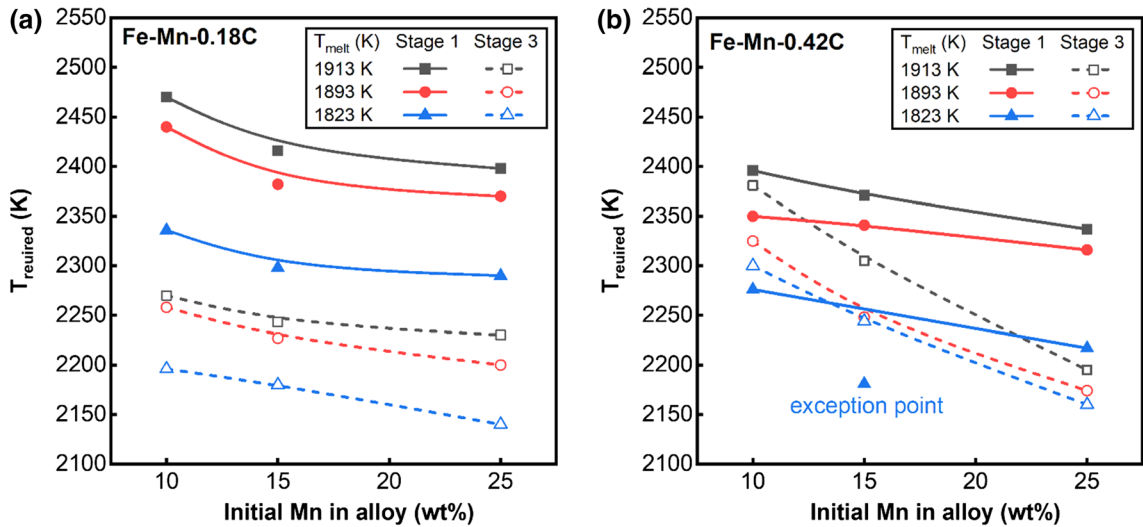 (a)
Fe-Mn-0.18C
T_melt (K) Stage 1 Stage 3
1913 K
1893 K
1823 K
2550
2500
2450
2400
2350
2300
2250
2200
2150
2100
T_reuired (K)
10 15 20 25
Initial Mn in alloy (wt%)
(b)
Fe-Mn-0.42C
T_melt (K) Stage 1 Stage 3
1913 K
1893 K
1823 K
2550
2500
2450
2400
2350
2300
2250
2200
2150
2100
T_reuired (K)
exception point
10 15 20 25
Initial Mn in alloy (wt%)